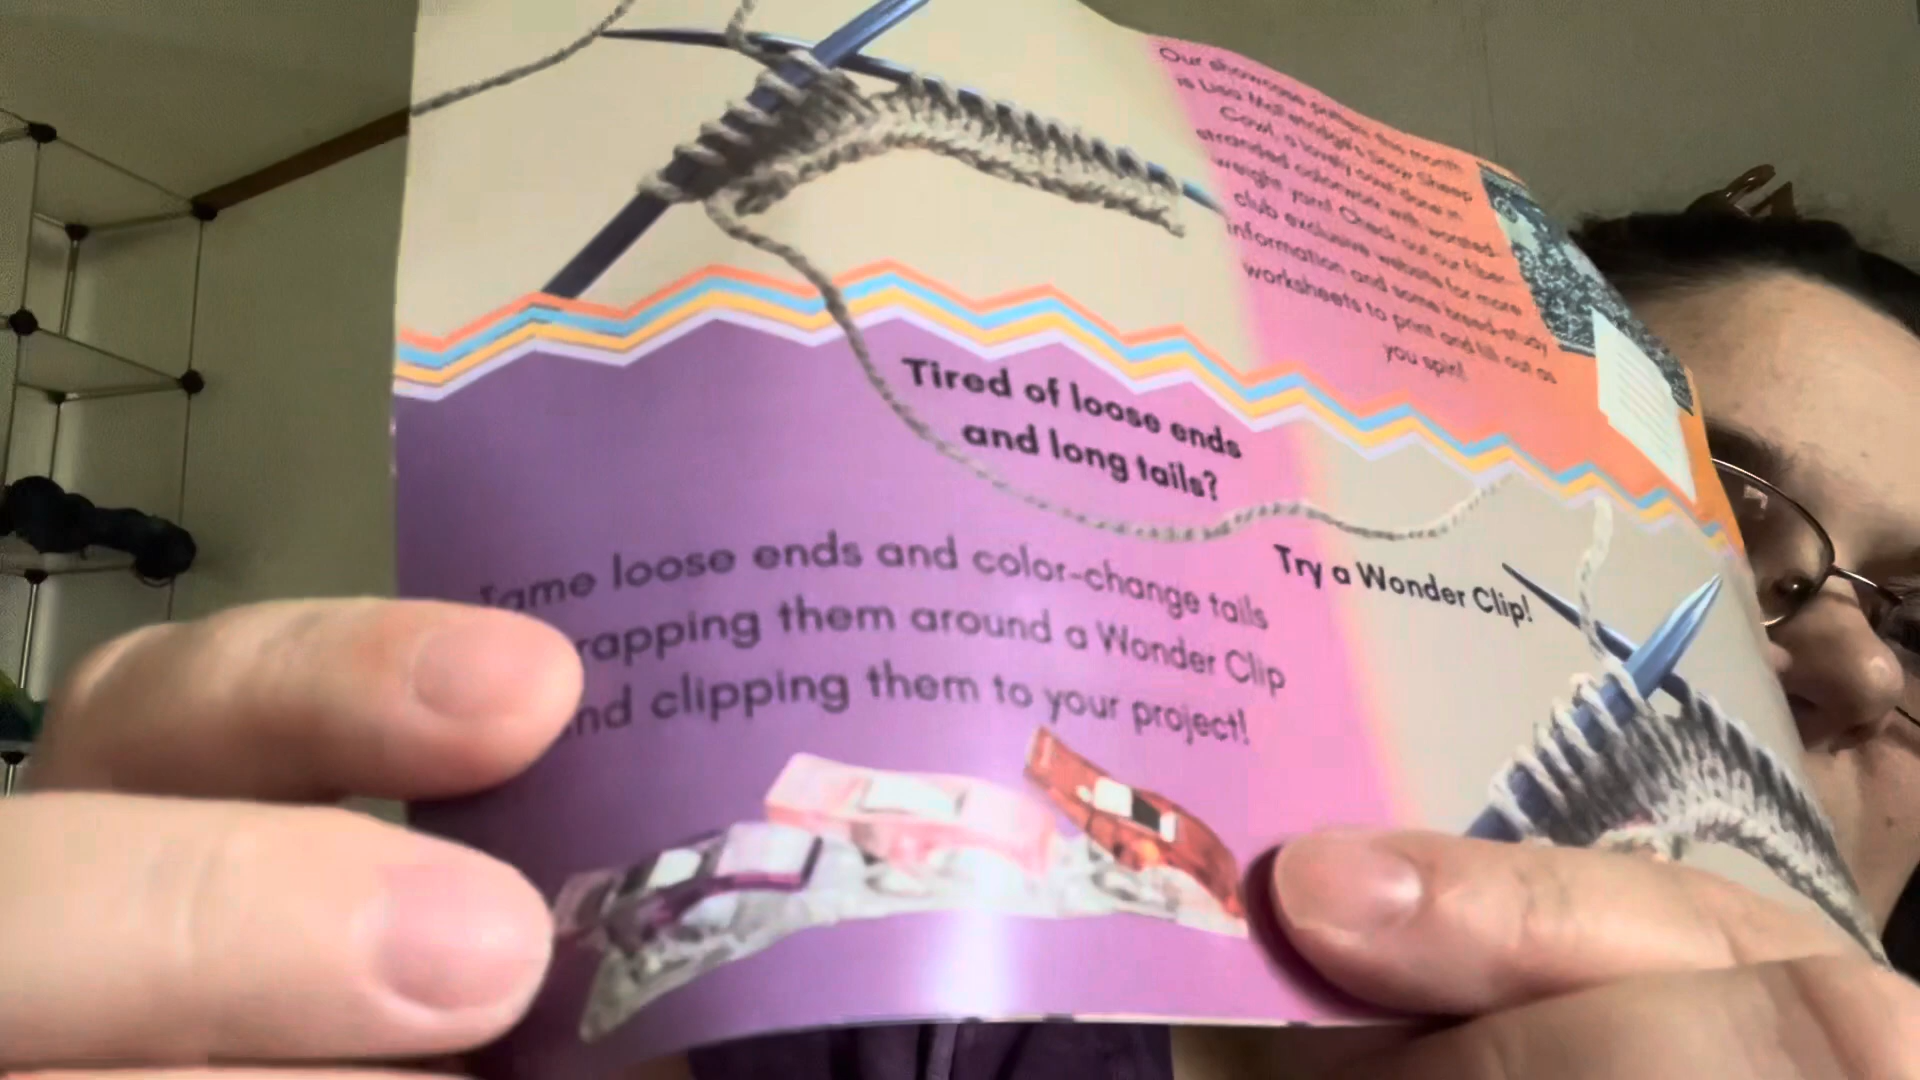 Our showcase pattern this month
is Lisa McFetridge's Snow Sheep
Cowl, a lovely cowl done in
stranded colorwork with worsted-
weight yarn! Check out our fiber
club exclusive website for more
information and some breed-study
worksheets to print and fill out as
you spin!
Tired of loose ends
and long tails?
Try a Wonder Clip!
Tame loose ends and color-change tails
rapping them around a Wonder Clip
nd clipping them to your project!